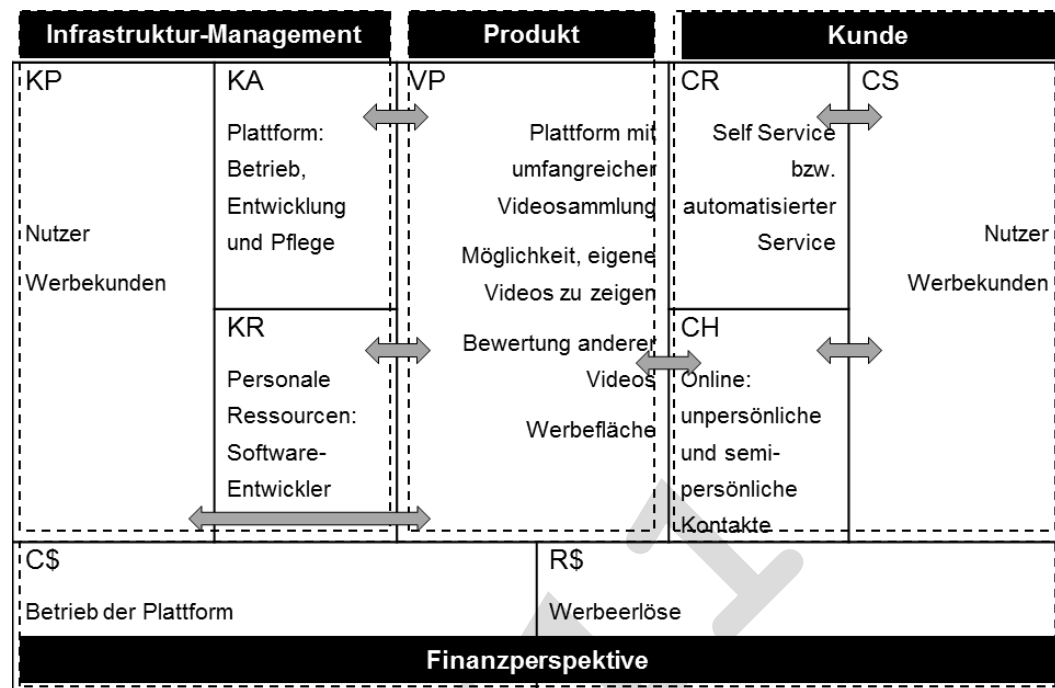 Infrastruktur-Management
Produkt
Kunde
KP
Nutzer
Werbekunden
KA
Plattform:
Betrieb,
Entwicklung
und Pflege
KR
Personale
Ressourcen:
Software-
Entwickler
VP
Plattform mit
umfangreicher
Videosammlung
Möglichkeit, eigene
Videos zu zeigen
Bewertung anderer
Videos
Werbefläche
CR
Self Service
bzw.
automatisierter
Service
CH
Online:
unpersönliche
und semi-
persönliche
Kontakte
CS
Nutzer
Werbekunden
C$
Betrieb der Plattform
R$
Werbeerlöse
Finanzperspektive